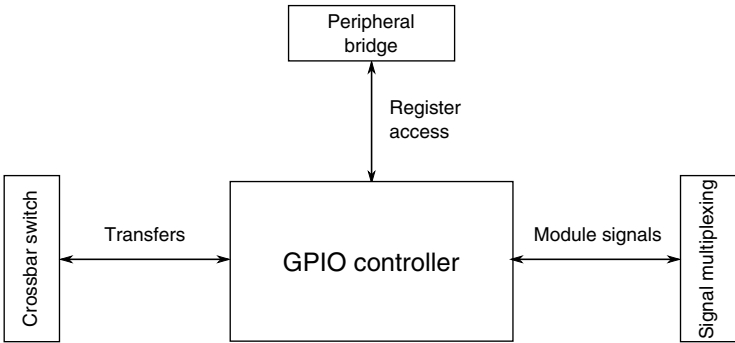 Peripheral
bridge
Register
access
Crossbar switch
Transfers
GPIO controller
Module signals
Signal multiplexing